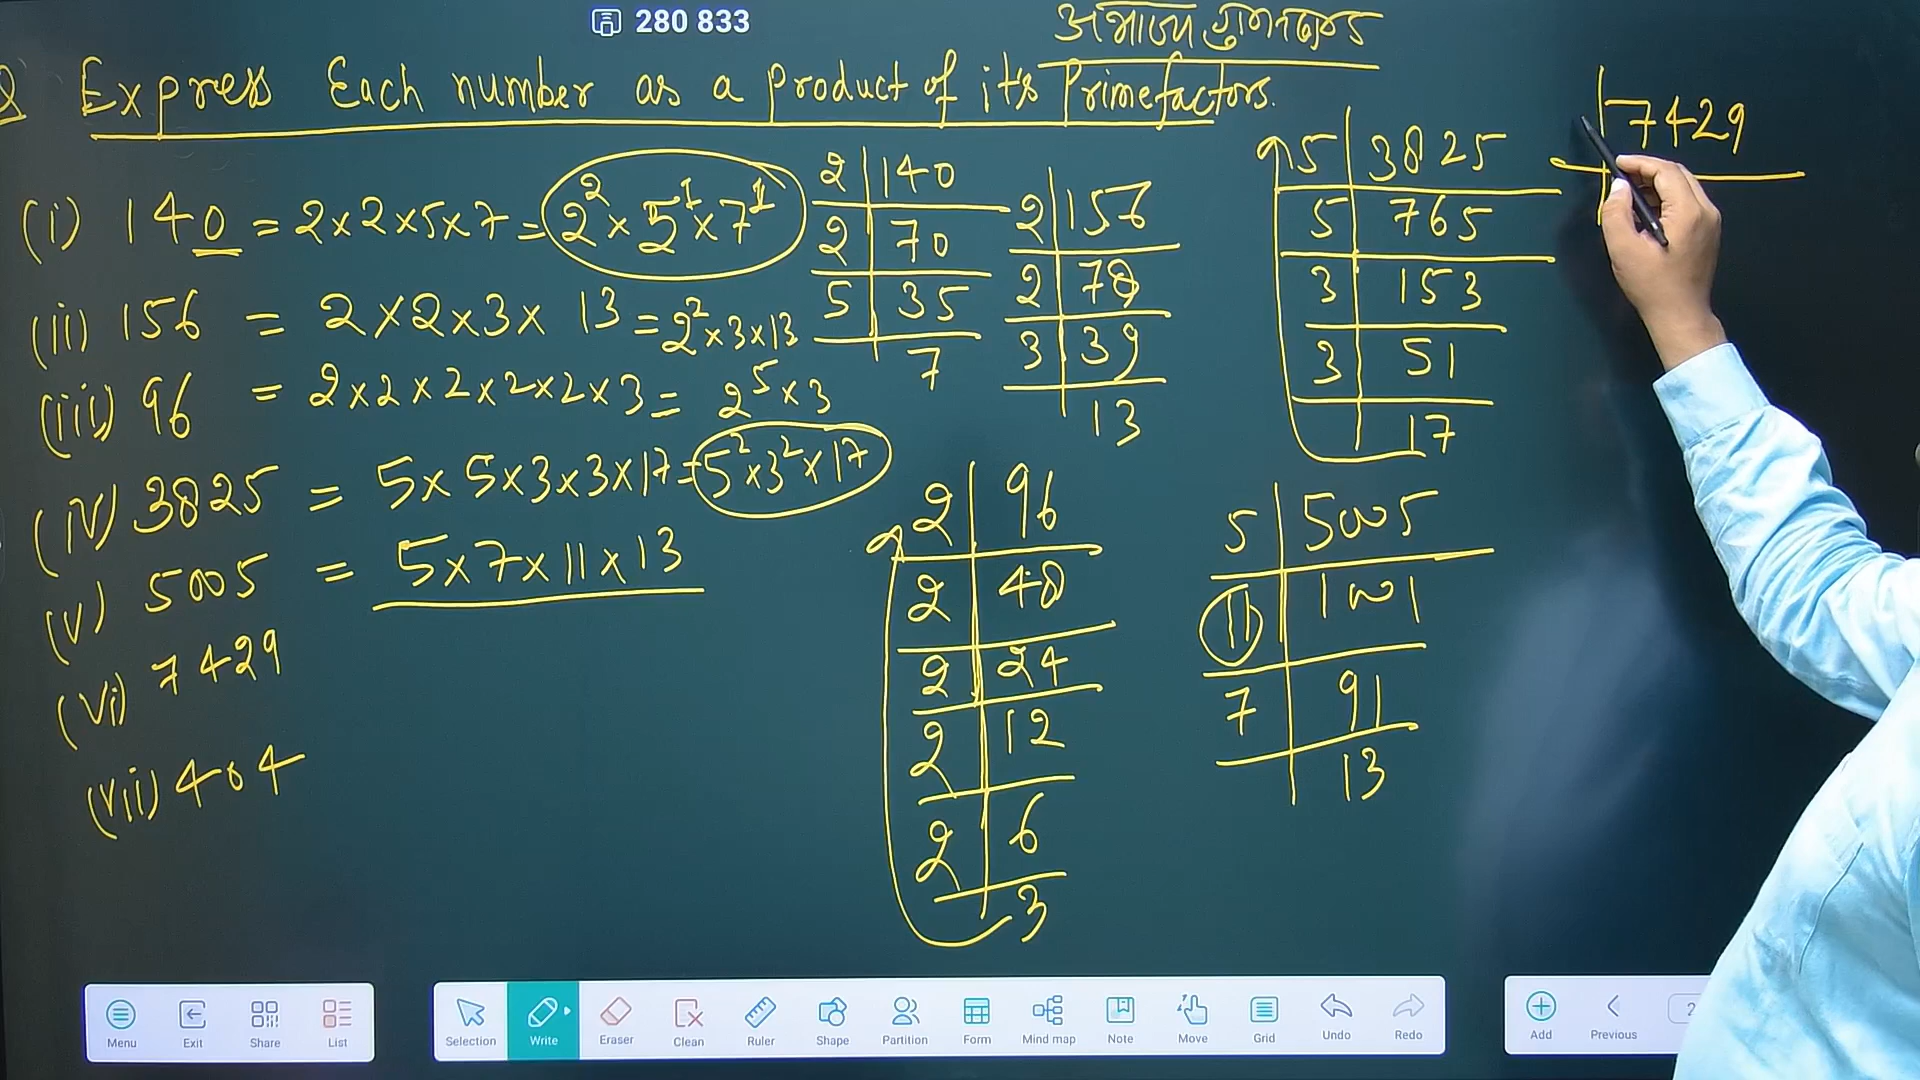 280 833
अभाज्य गुणनखण्ड
Q Express Each number as a product of it's Prime factors.
(i) 140 = 2×2×5×7 = 2²×5¹×7¹
(ii) 156 = 2×2×3×13 = 2²×3×13
(iii) 96 = 2×2×2×2×2×3 = 2⁵×3
(iv) 3825 = 5×5×3×3×17 = 5²×3²×17
(v) 5005 = 5×7×11×13
(vi) 7429
(vii) 404
2 | 140
2 | 70
5 | 35
7
2 | 156
2 | 78
3 | 39
13
2 | 96
2 | 48
2 | 24
2 | 12
2 | 6
3
5 | 3825
5 | 765
3 | 153
3 | 51
17
5 | 5005
11 | 1001
7 | 91
13
7429
Menu Exit Share List
Selection Write Eraser Clean Ruler Shape Partition Form Mind map Note Move Grid Undo Redo
Add Previous 2